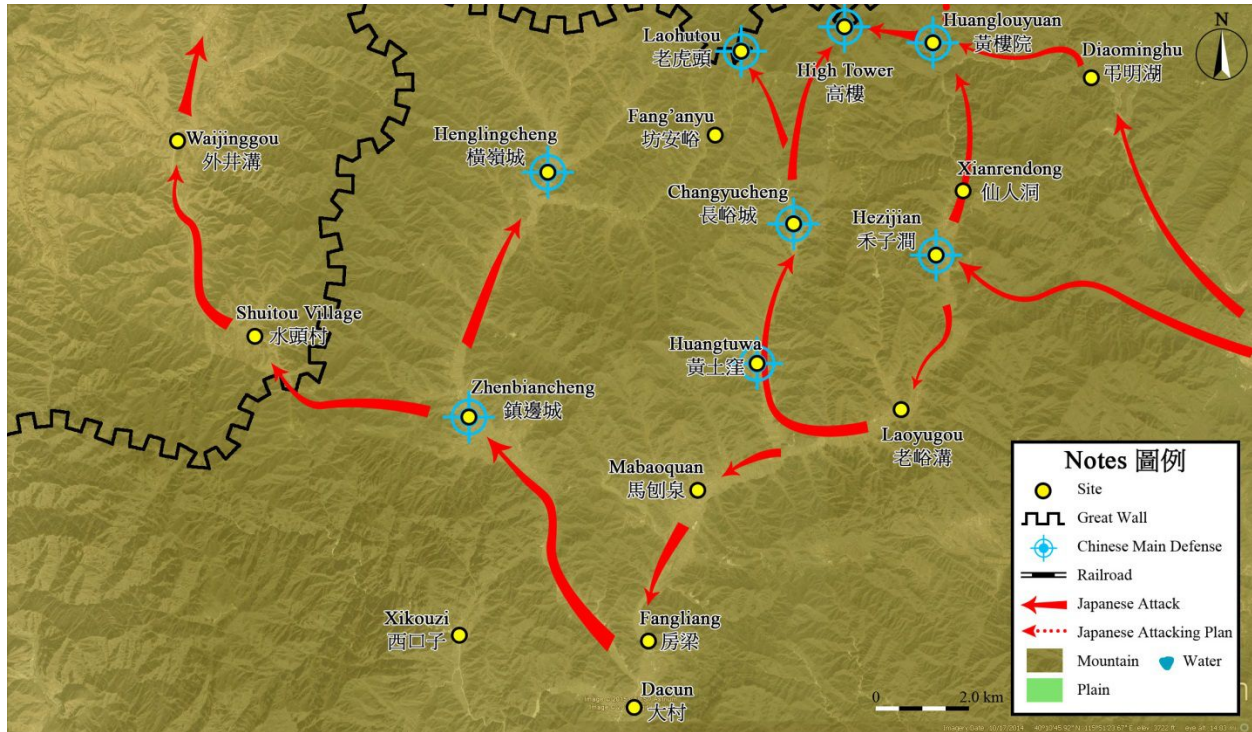 N
Laohutou
老虎頭
High Tower
高樓
Huanglouyuan
黃樓院
Diaominghu
弔明湖
Waijinggou
外井溝
Henglingcheng
橫嶺城
Fang'anyu
坊安峪
Changyucheng
長峪城
Xianrendong
仙人洞
Hezijian
禾子澗
Shuitou Village
水頭村
Huangtuwa
黃土窪
Zhenbiancheng
鎮邊城
Laoyugou
老峪溝
Mabaoquan
馬刨泉
Xikouzi
西口子
Fangliang
房梁
Dacun
大村
0 2.0 km
Notes 圖例
Site
Great Wall
Chinese Main Defense
Railroad
Japanese Attack
Japanese Attacking Plan
Mountain Water
Plain